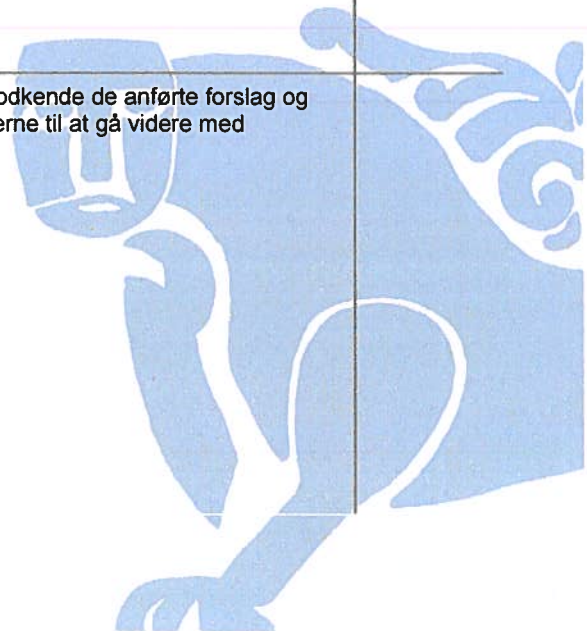 odkende de anførte forslag og
erne til at gå videre med